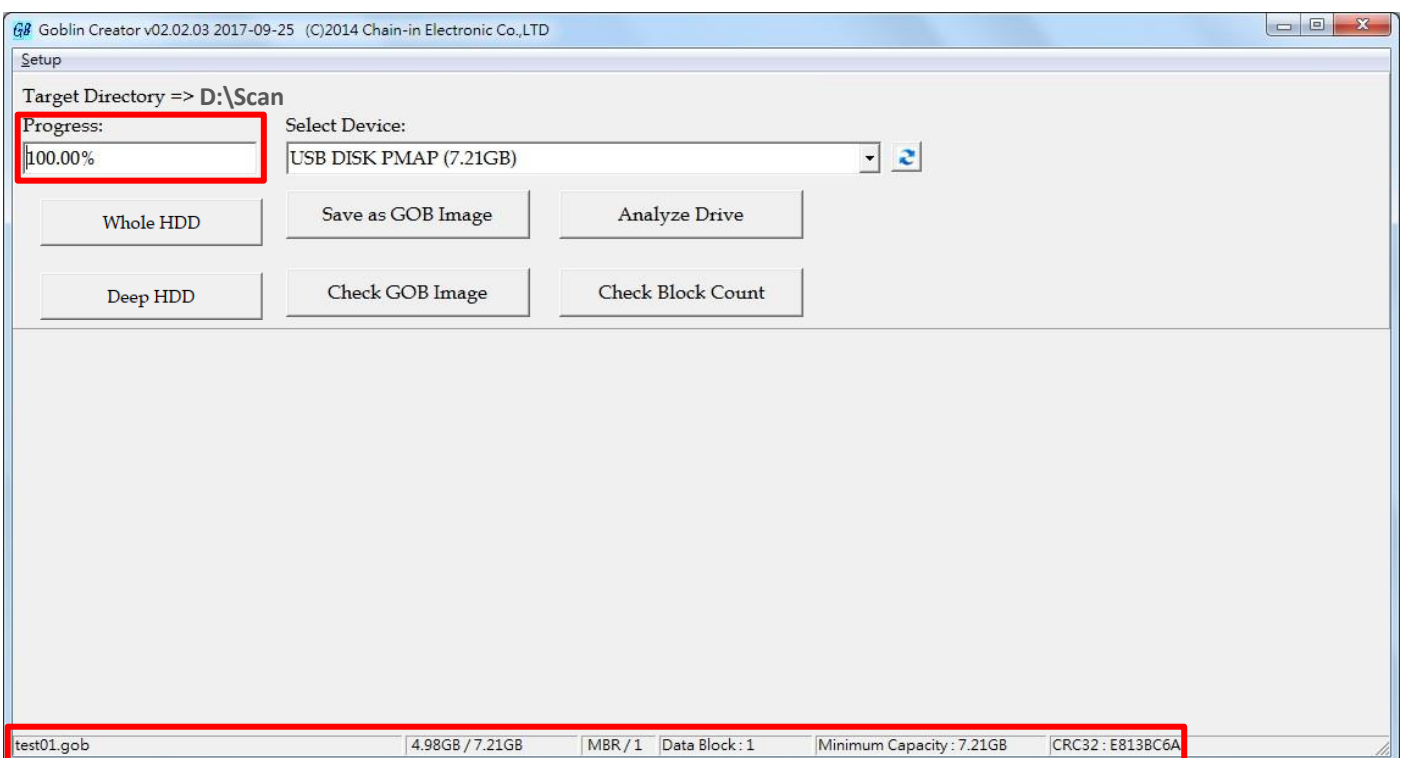 GB Goblin Creator v02.02.03 2017-09-25 (C)2014 Chain-in Electronic Co.,LTD
Setup
Target Directory => D:\Scan
Progress: Select Device:
100.00% USB DISK PMAP (7.21GB)
Whole HDD Save as GOB Image Analyze Drive
Deep HDD Check GOB Image Check Block Count
test01.gob 4.98GB / 7.21GB MBR / 1 Data Block : 1 Minimum Capacity : 7.21GB CRC32 : E813BC6A